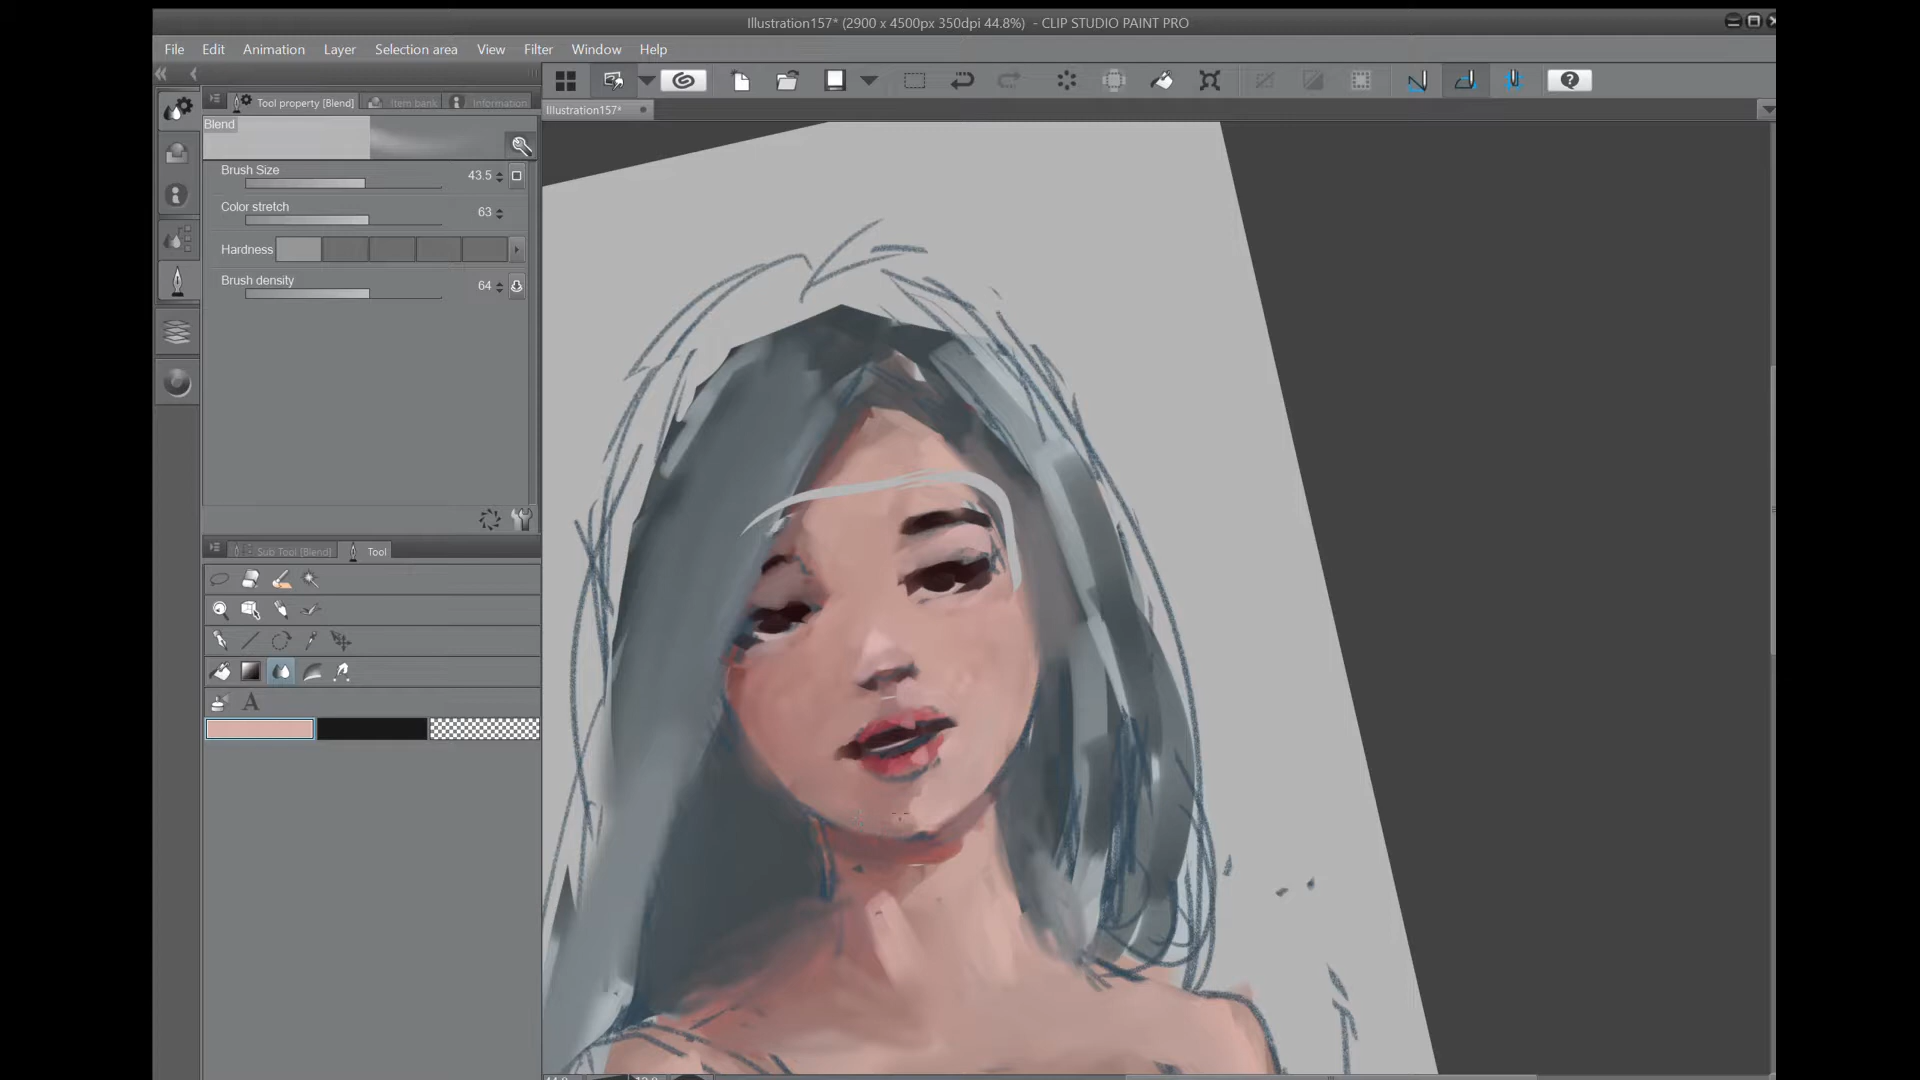 Illustration157* (2900 x 4500px 350dpi 44.8%) - CLIP STUDIO PAINT PRO
File Edit Animation Layer Selection area View Filter Window Help
Tool property [Blend] Item bank Information
Illustration157*
Blend
Brush Size 43.5
Color stretch 63
Hardness
Brush density 64
Sub Tool [Blend] Tool
A